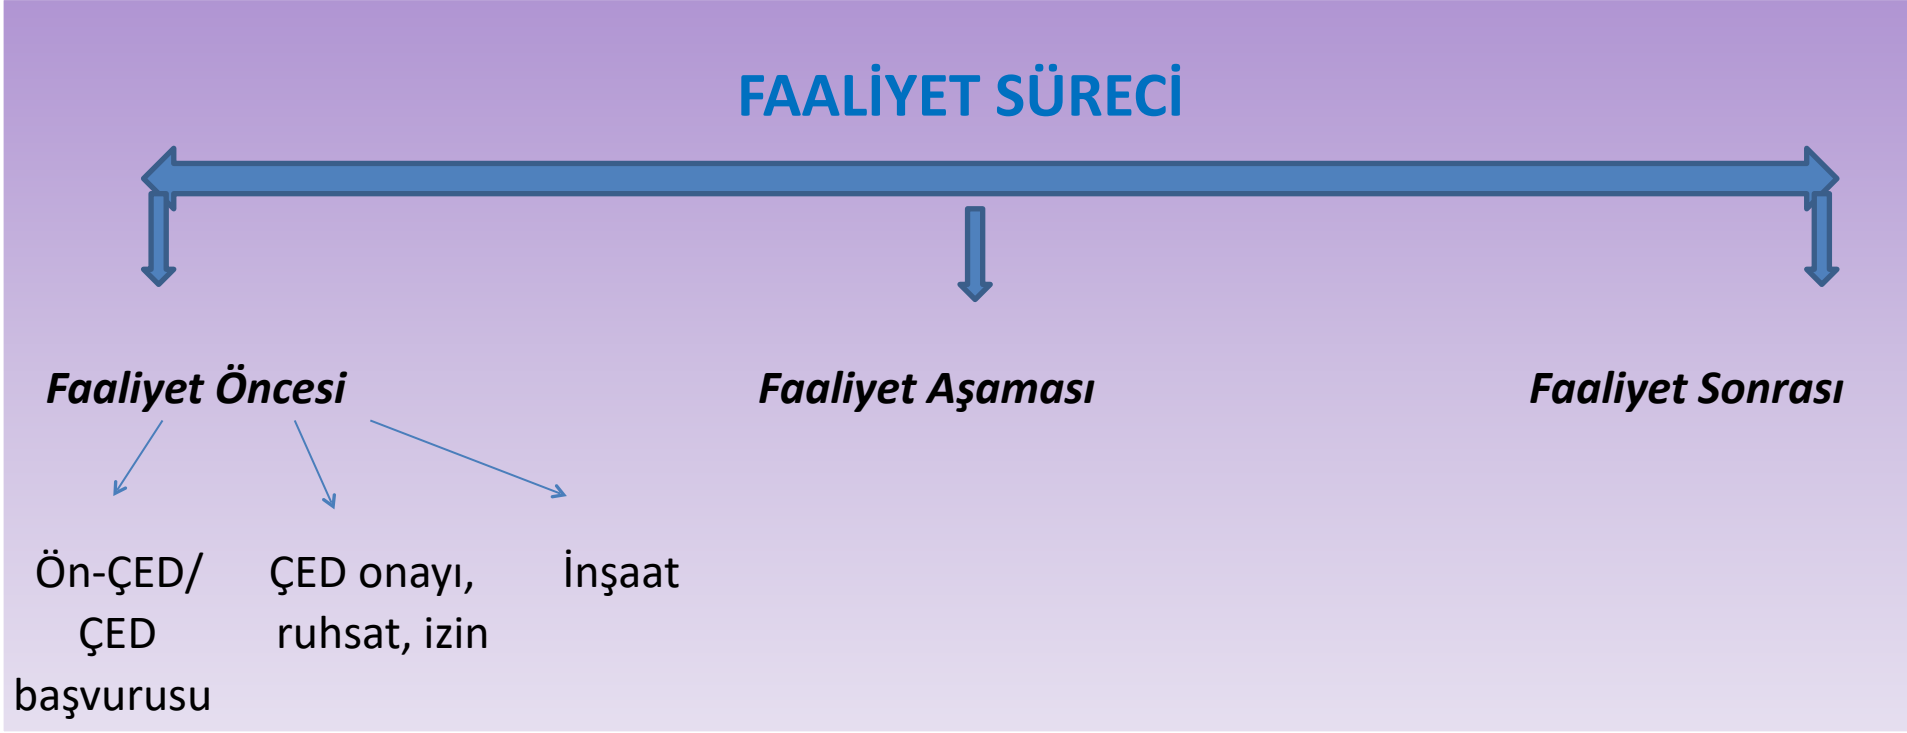 FAALİYET SÜRECİ
Faaliyet Öncesi
Faaliyet Aşaması
Faaliyet Sonrası
Ön-ÇED/
ÇED
başvurusu
ÇED onayı,
ruhsat, izin
İnşaat